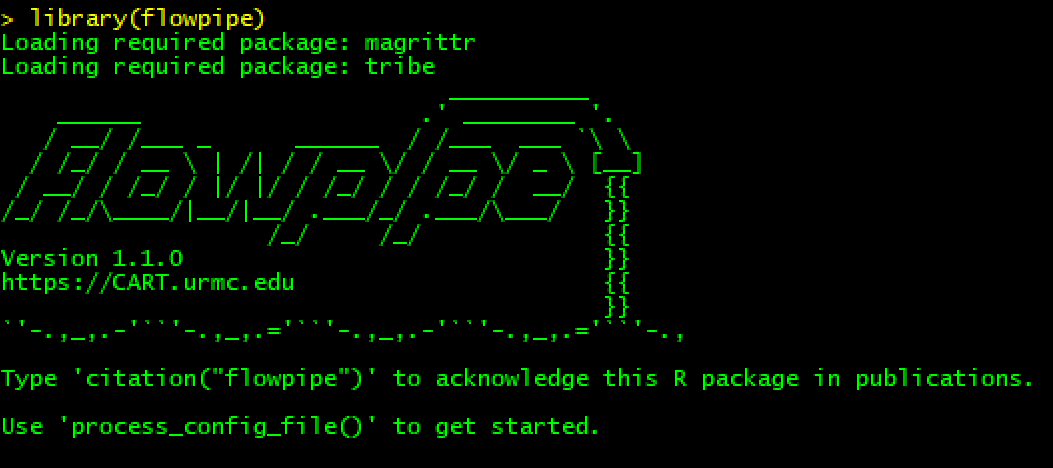 > library(flowpipe)
Loading required package: magrittr
Loading required package: tribe
Flowpipe
Version 1.1.0
https://CART.urmc.edu
Type 'citation("flowpipe")' to acknowledge this R package in publications.
Use 'process_config_file()' to get started.